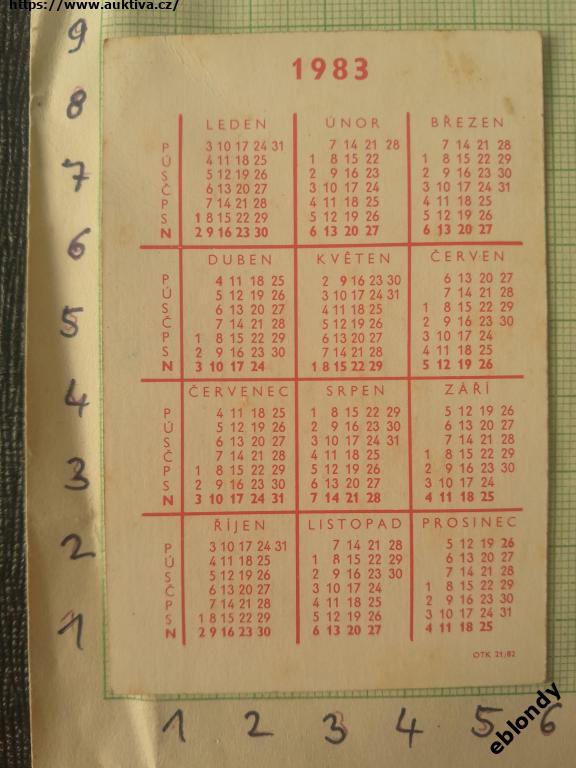 https://www.auktiva.cz/
1983
LEDEN ÚNOR BŘEZEN
P 3 10 17 24 31 7 14 21 28 7 14 21 28
Ú 4 11 18 25 1 8 15 22 1 8 15 22 29
S 5 12 19 26 2 9 16 23 2 9 16 23 30
Č 6 13 20 27 3 10 17 24 3 10 17 24 31
P 7 14 21 28 4 11 18 25 4 11 18 25
S 1 8 15 22 29 5 12 19 26 5 12 19 26
N 2 9 16 23 30 6 13 20 27 6 13 20 27
DUBEN KVĚTEN ČERVEN
P 4 11 18 25 2 9 16 23 30 6 13 20 27
Ú 5 12 19 26 3 10 17 24 31 7 14 21 28
S 6 13 20 27 4 11 18 25 1 8 15 22 29
Č 7 14 21 28 5 12 19 26 2 9 16 23 30
P 1 8 15 22 29 6 13 20 27 3 10 17 24
S 2 9 16 23 30 7 14 21 28 4 11 18 25
N 3 10 17 24 1 8 15 22 29 5 12 19 26
ČERVENEC SRPEN ZÁŘÍ
P 4 11 18 25 1 8 15 22 29 5 12 19 26
Ú 5 12 19 26 2 9 16 23 30 6 13 20 27
S 6 13 20 27 3 10 17 24 31 7 14 21 28
Č 7 14 21 28 4 11 18 25 1 8 15 22 29
P 1 8 15 22 29 5 12 19 26 2 9 16 23 30
S 2 9 16 23 30 6 13 20 27 3 10 17 24
N 3 10 17 24 31 7 14 21 28 4 11 18 25
ŘÍJEN LISTOPAD PROSINEC
P 3 10 17 24 31 7 14 21 28 5 12 19 26
Ú 4 11 18 25 1 8 15 22 29 6 13 20 27
S 5 12 19 26 2 9 16 23 30 7 14 21 28
Č 6 13 20 27 3 10 17 24 1 8 15 22 29
P 7 14 21 28 4 11 18 25 2 9 16 23 30
S 1 8 15 22 29 5 12 19 26 3 10 17 24 31
N 2 9 16 23 30 6 13 20 27 4 11 18 25
OTK 21/82
9
8
7
6
5
4
3
2
1
1 2 3 4 5 6
eblondy